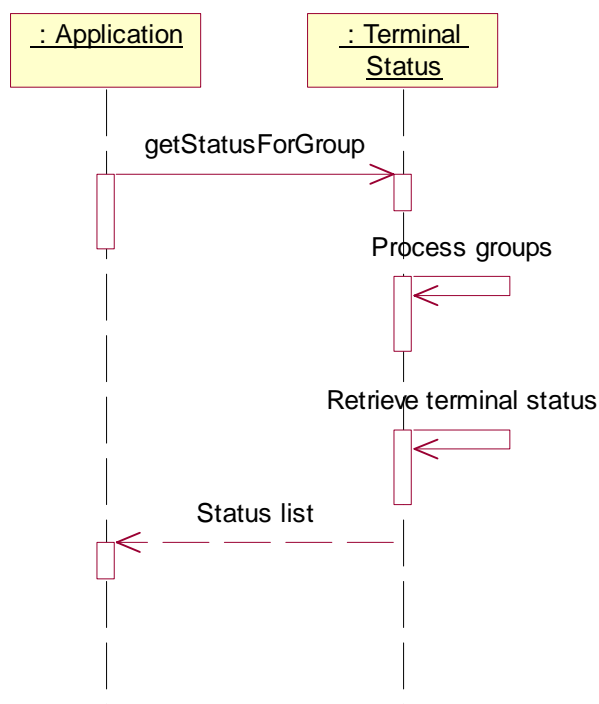 : Application
: Terminal
Status
getStatusForGroup
Process groups
Retrieve terminal status
Status list